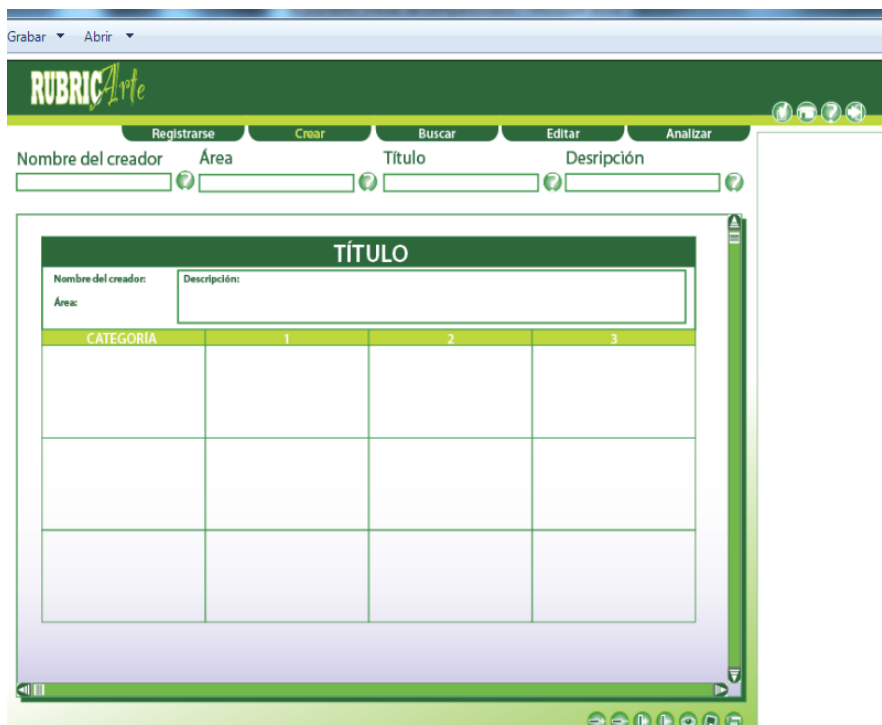 Grabar Abrir
RUBRICArte
Registrarse Crear Buscar Editar Analizar
Nombre del creador Área Título Desripción
TÍTULO
Nombre del creador: Descripción:
Área:
CATEGORÍA 1 2 3